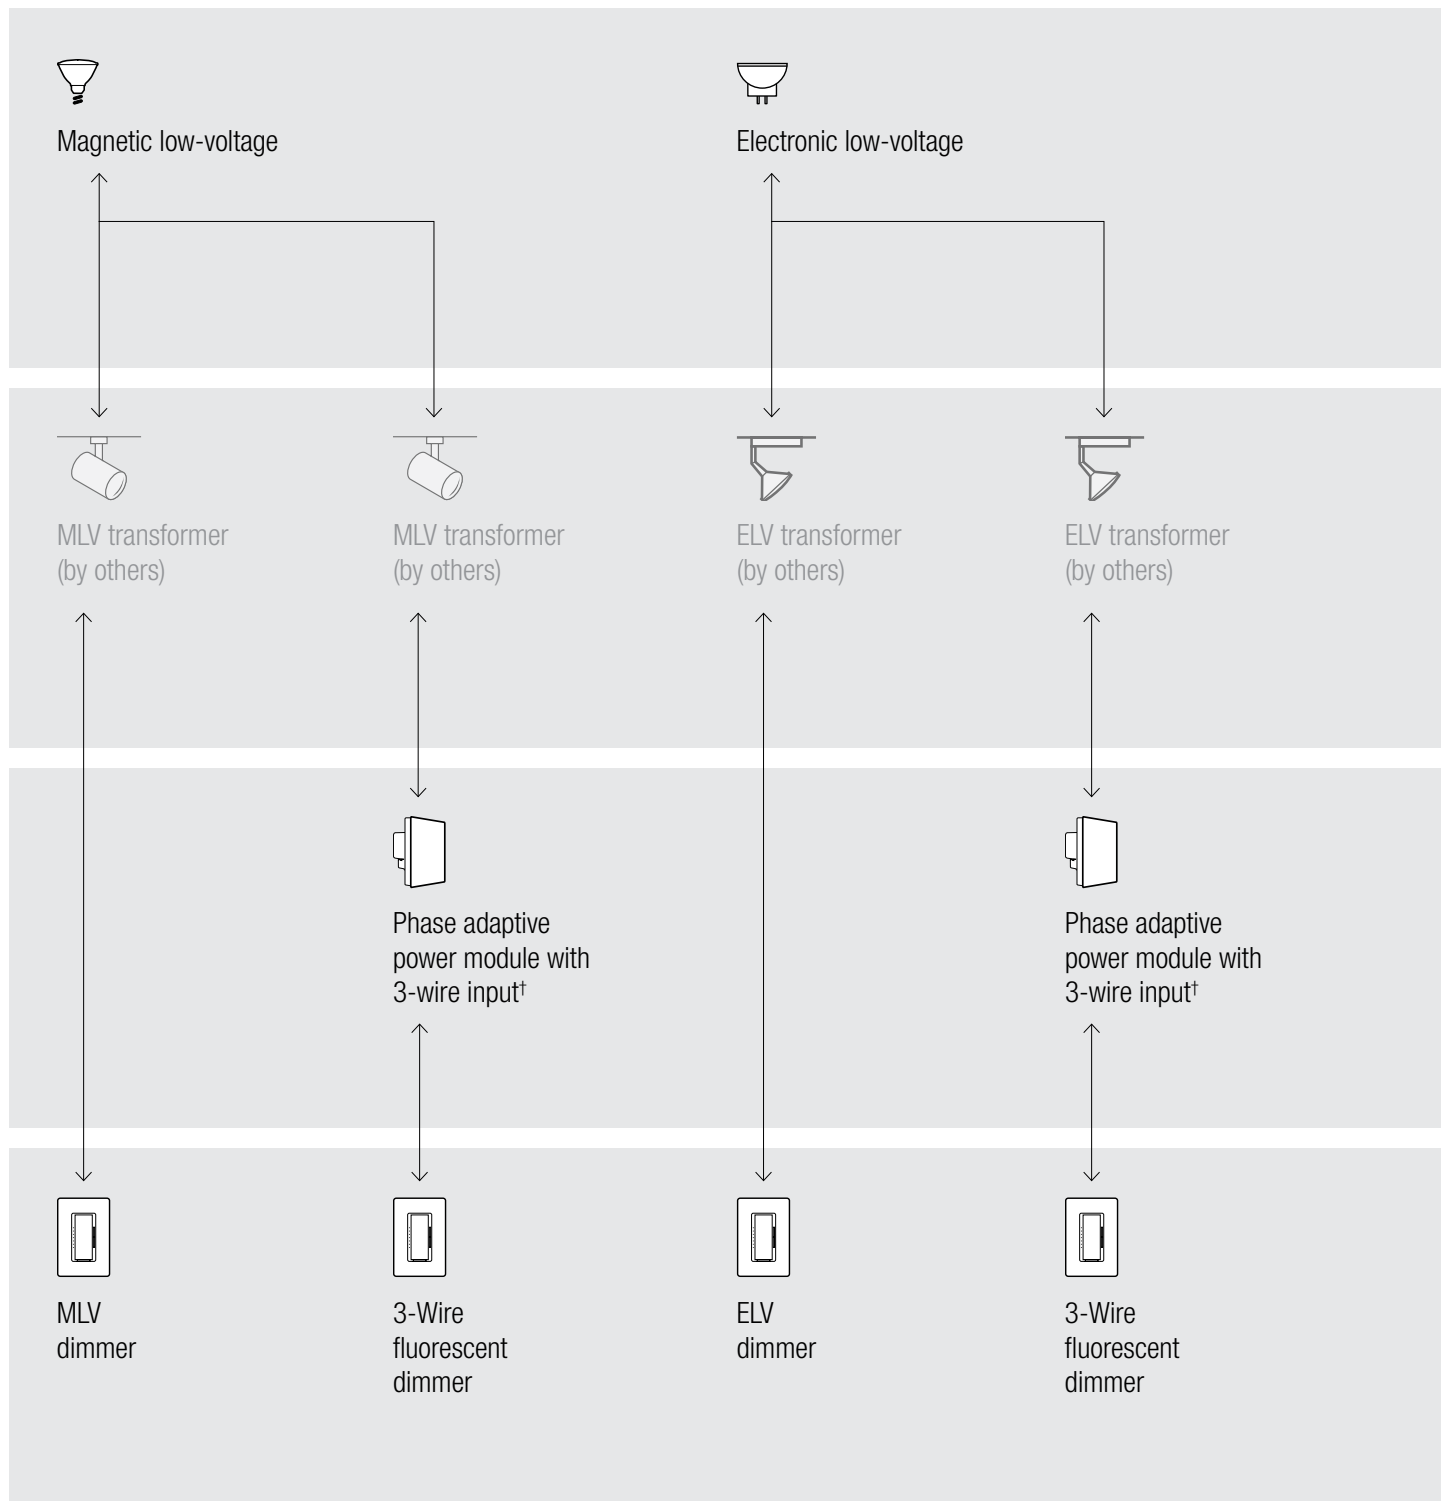 Magnetic low-voltage
Electronic low-voltage
MLV transformer
(by others)
MLV transformer
(by others)
ELV transformer
(by others)
ELV transformer
(by others)
Phase adaptive
power module with
3-wire input†
Phase adaptive
power module with
3-wire input†
MLV
dimmer
3-Wire
fluorescent
dimmer
ELV
dimmer
3-Wire
fluorescent
dimmer